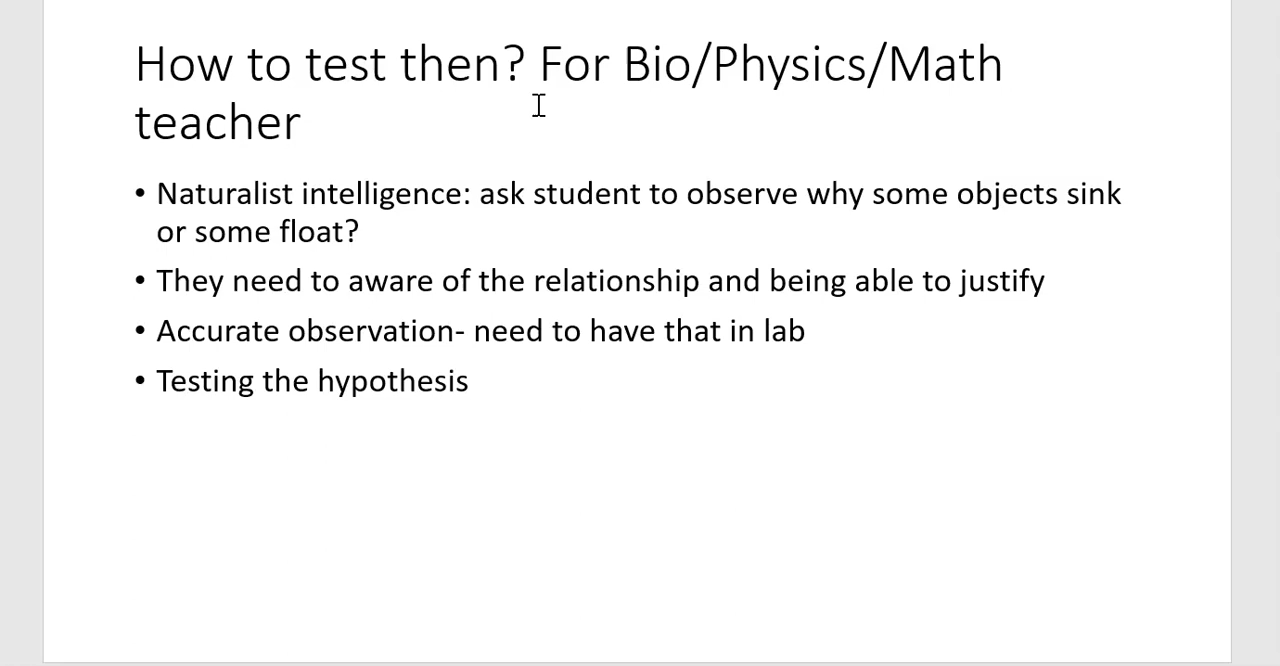 How to test then? For Bio/Physics/Math
teacher
• Naturalist intelligence: ask student to observe why some objects sink
or some float?
• They need to aware of the relationship and being able to justify
• Accurate observation- need to have that in lab
• Testing the hypothesis